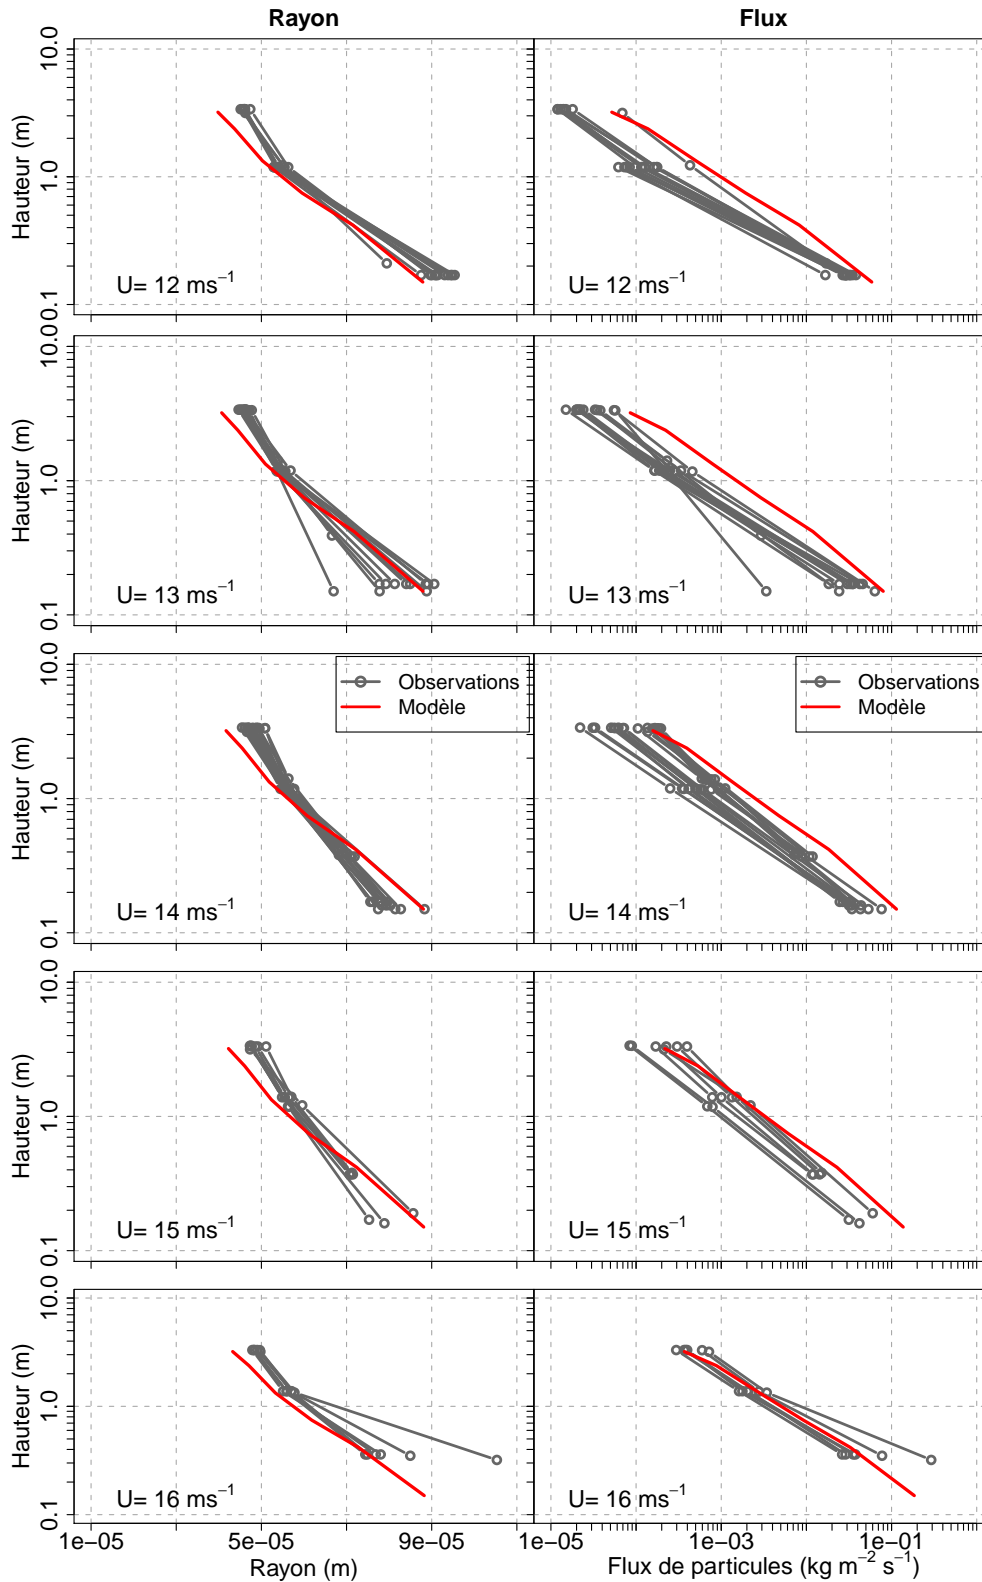 Rayon Flux
Hauteur (m)
10.0
1.0
0.1
U= 12 ms⁻¹
U= 12 ms⁻¹
Hauteur (m)
10.0
1.0
0.1
U= 13 ms⁻¹
U= 13 ms⁻¹
Hauteur (m)
10.0
1.0
0.1
Observations
Modèle
Observations
Modèle
U= 14 ms⁻¹
U= 14 ms⁻¹
Hauteur (m)
10.0
1.0
0.1
U= 15 ms⁻¹
U= 15 ms⁻¹
Hauteur (m)
10.0
1.0
0.1
U= 16 ms⁻¹
U= 16 ms⁻¹
1e−05 5e−05 9e−05
1e−05 1e−03 1e−01
Rayon (m)
Flux de particules (kg m⁻² s⁻¹)